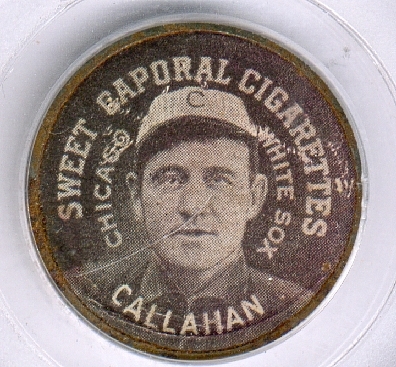 SWEET CAPORAL CIGARETTES
CHICAGO WHITE SOX
C
CALLAHAN